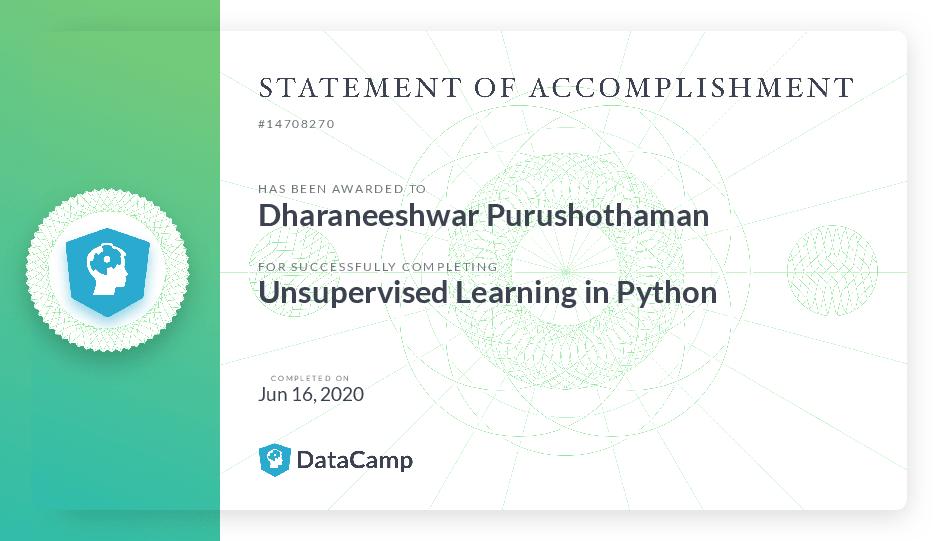 STATEMENT OF ACCOMPLISHMENT
#14708270
HAS BEEN AWARDED TO
Dharaneeshwar Purushothaman
FOR SUCCESSFULLY COMPLETING
Unsupervised Learning in Python
COMPLETED ON
Jun 16, 2020
DataCamp